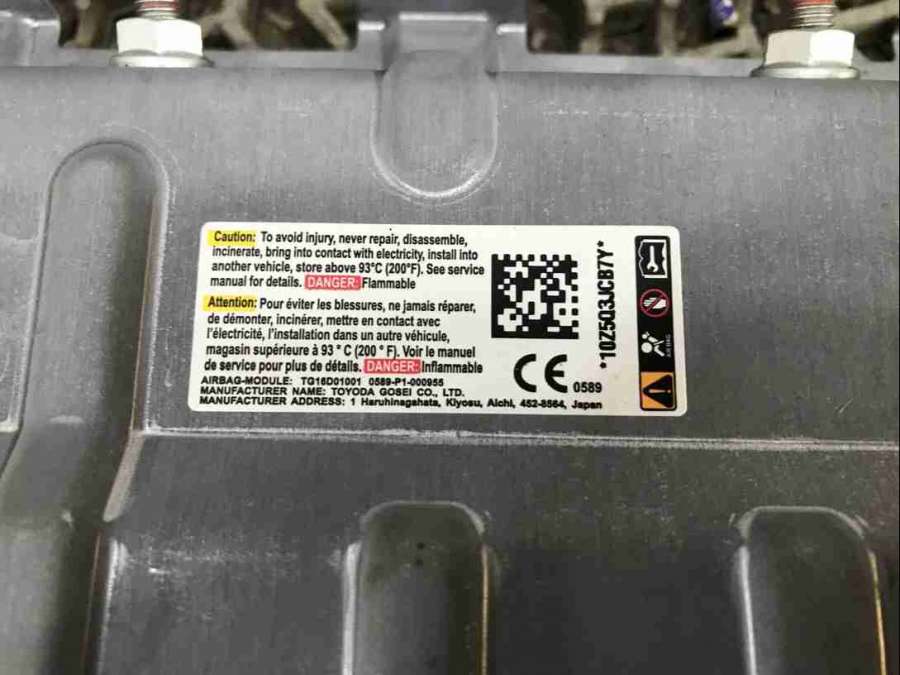 Caution: To avoid injury, never repair, disassemble,
incinerate, bring into contact with electricity, install into
another vehicle, store above 93°C (200°F). See service
manual for details. DANGER: Flammable
Attention: Pour éviter les blessures, ne jamais réparer,
de démonter, incinérer, mettre en contact avec
l'électricité, l'installation dans un autre véhicule,
magasin supérieure à 93 ° C (200 ° F). Voir le manuel
de service pour plus de détails. DANGER: Inflammable
AIRBAG-MODULE: TG16D01001 0589-P1-000955
MANUFACTURER NAME: TOYODA GOSEI CO., LTD.
MANUFACTURER ADDRESS: 1 Haruhinagahata, Kiyosu, Aichi, 452-8564, Japan
CE 0589
*10Z5Q3JCB7Y*
AIRBAG